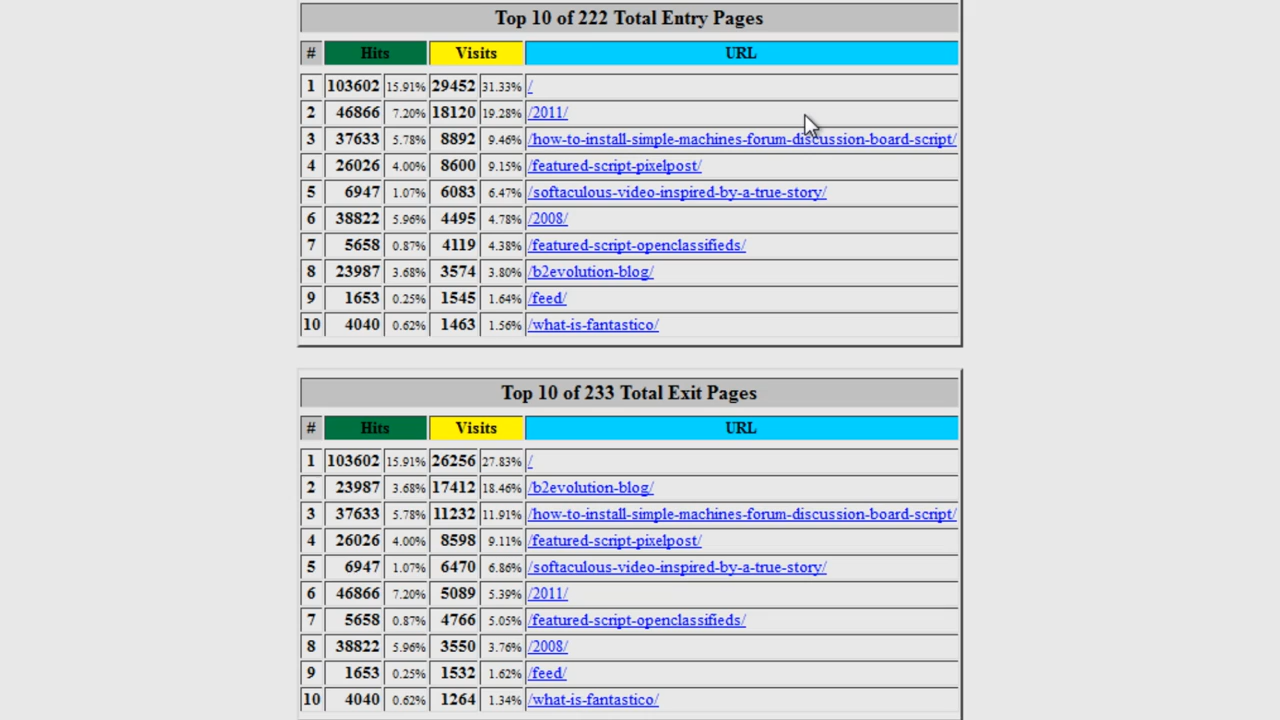 Top 10 of 222 Total Entry Pages
# Hits Visits URL
1 103602 15.91% 29452 31.33% /
2 46866 7.20% 18120 19.28% /2011/
3 37633 5.78% 8892 9.46% /how-to-install-simple-machines-forum-discussion-board-script/
4 26026 4.00% 8600 9.15% /featured-script-pixelpost/
5 6947 1.07% 6083 6.47% /softaculous-video-inspired-by-a-true-story/
6 38822 5.96% 4495 4.78% /2008/
7 5658 0.87% 4119 4.38% /featured-script-openclassifieds/
8 23987 3.68% 3574 3.80% /b2evolution-blog/
9 1653 0.25% 1545 1.64% /feed/
10 4040 0.62% 1463 1.56% /what-is-fantastico/
Top 10 of 233 Total Exit Pages
# Hits Visits URL
1 103602 15.91% 26256 27.83% /
2 23987 3.68% 17412 18.46% /b2evolution-blog/
3 37633 5.78% 11232 11.91% /how-to-install-simple-machines-forum-discussion-board-script/
4 26026 4.00% 8598 9.11% /featured-script-pixelpost/
5 6947 1.07% 6470 6.86% /softaculous-video-inspired-by-a-true-story/
6 46866 7.20% 5089 5.39% /2011/
7 5658 0.87% 4766 5.05% /featured-script-openclassifieds/
8 38822 5.96% 3550 3.76% /2008/
9 1653 0.25% 1532 1.62% /feed/
10 4040 0.62% 1264 1.34% /what-is-fantastico/